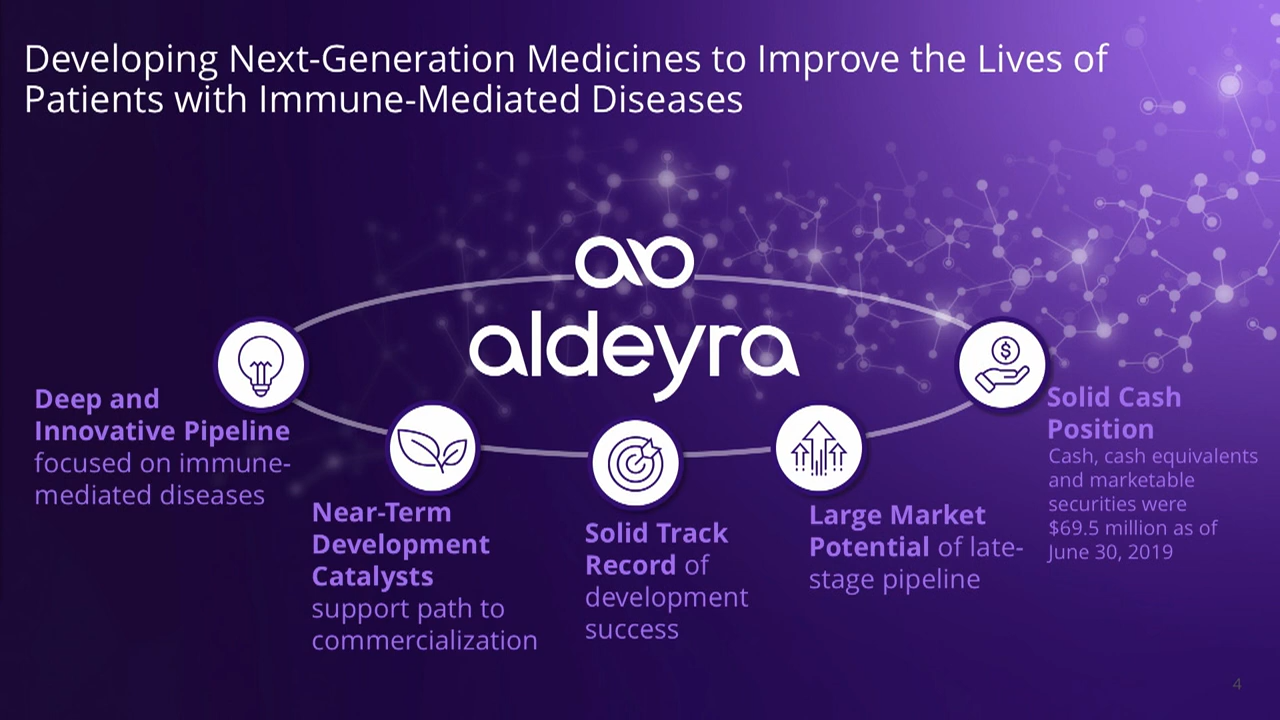 Developing Next-Generation Medicines to Improve the Lives of
Patients with Immune-Mediated Diseases
aldeyra
Deep and
Innovative Pipeline
focused on immune-
mediated diseases
Near-Term
Development
Catalysts
support path to
commercialization
Solid Track
Record of
development
success
Large Market
Potential of late-
stage pipeline
$
Solid Cash
Position
Cash, cash equivalents
and marketable
securities were
$69.5 million as of
June 30, 2019
4